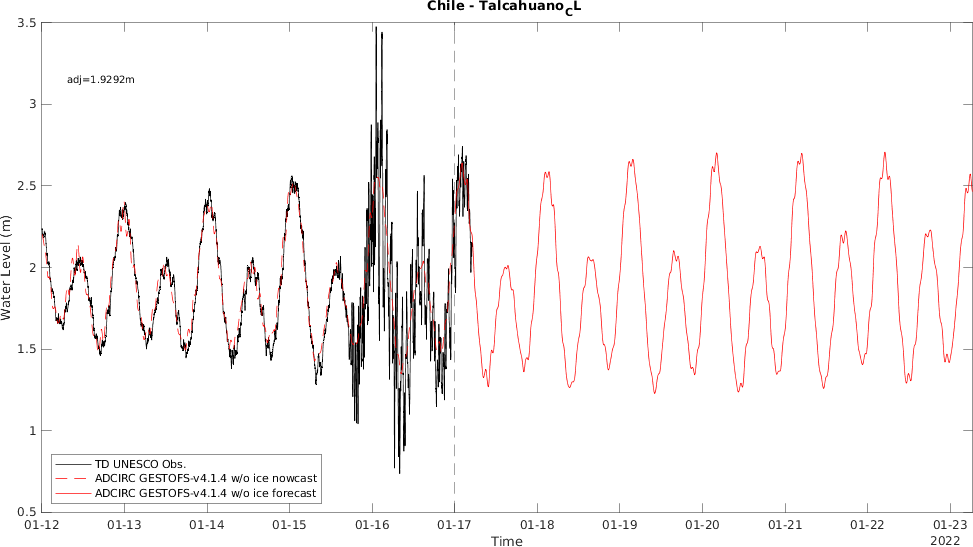 Chile - Talcahuano_CL
adj=1.9292m
Water Level (m)
3.5
3
2.5
2
1.5
1
0.5
TD UNESCO Obs.
ADCIRC GESTOFS-v4.1.4 w/o ice nowcast
ADCIRC GESTOFS-v4.1.4 w/o ice forecast
01-12 01-13 01-14 01-15 01-16 01-17 01-18 01-19 01-20 01-21 01-22 01-23
Time
2022